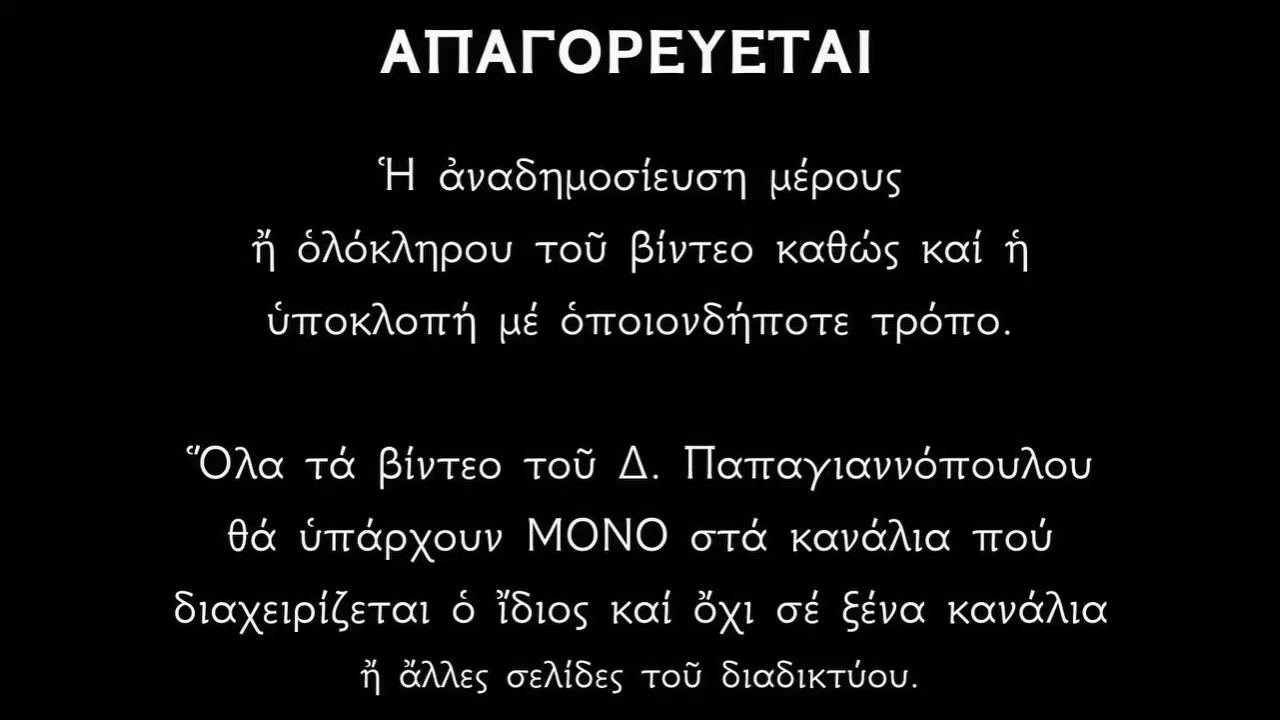 ΑΠΑΓΟΡΕΥΕΤΑΙ
Ἡ ἀναδημοσίευση μέρους
ἤ ὁλόκληρου τοῦ βίντεο καθώς καί ἡ
ὑποκλοπή μέ ὁποιονδήποτε τρόπο.
Ὅλα τά βίντεο τοῦ Δ. Παπαγιαννόπουλου
θά ὑπάρχουν ΜΟΝΟ στά κανάλια πού
διαχειρίζεται ὁ ἴδιος καί ὄχι σέ ξένα κανάλια
ἤ ἄλλες σελίδες τοῦ διαδικτύου.